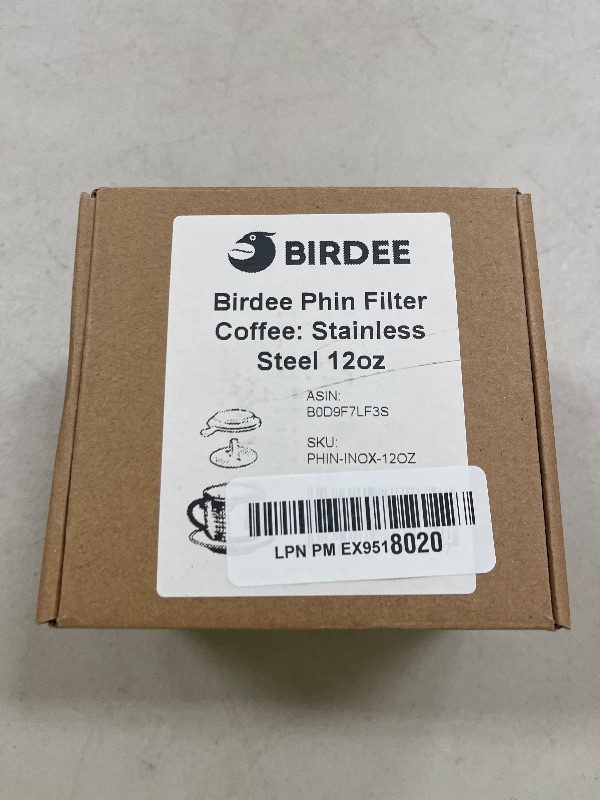 BIRDEE
Birdee Phin Filter
Coffee: Stainless
Steel 12oz
ASIN:
B0D9F7LF3S
SKU:
PHIN-INOX-12OZ
LPN PM EX9518020